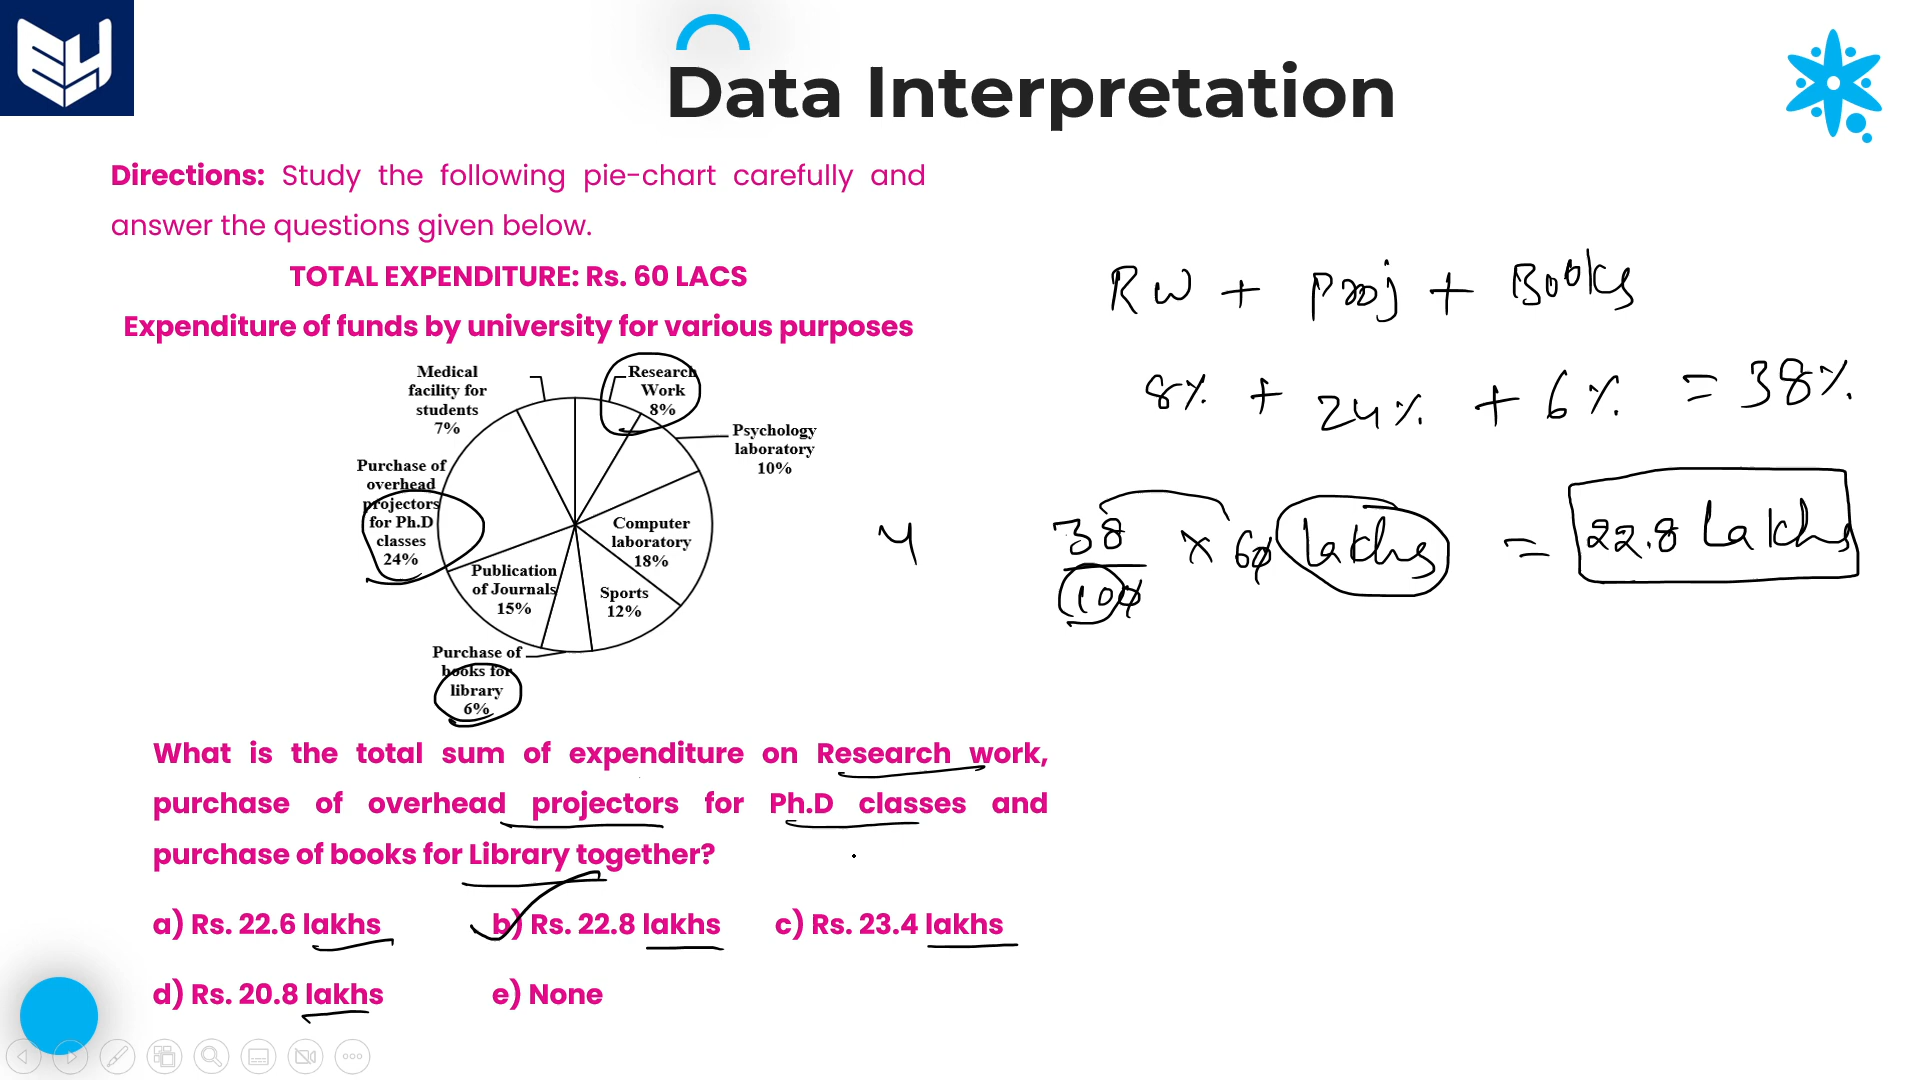 Data Interpretation
Directions: Study the following pie-chart carefully and
answer the questions given below.
TOTAL EXPENDITURE: Rs. 60 LACS
Expenditure of funds by university for various purposes
Medical
facility for
students
7%
Research
Work
8%
Psychology
laboratory
10%
Purchase of
overhead
projectors
for Ph.D
classes
24%
Computer
laboratory
18%
Publication
of Journals
15%
Sports
12%
Purchase of
books for
library
6%
RW + Proj + Books
8% + 24% + 6% = 38%
38
100
× 60 lakhs = 22.8 lakhs
What is the total sum of expenditure on Research work,
purchase of overhead projectors for Ph.D classes and
purchase of books for Library together?
a) Rs. 22.6 lakhs b) Rs. 22.8 lakhs c) Rs. 23.4 lakhs
d) Rs. 20.8 lakhs e) None